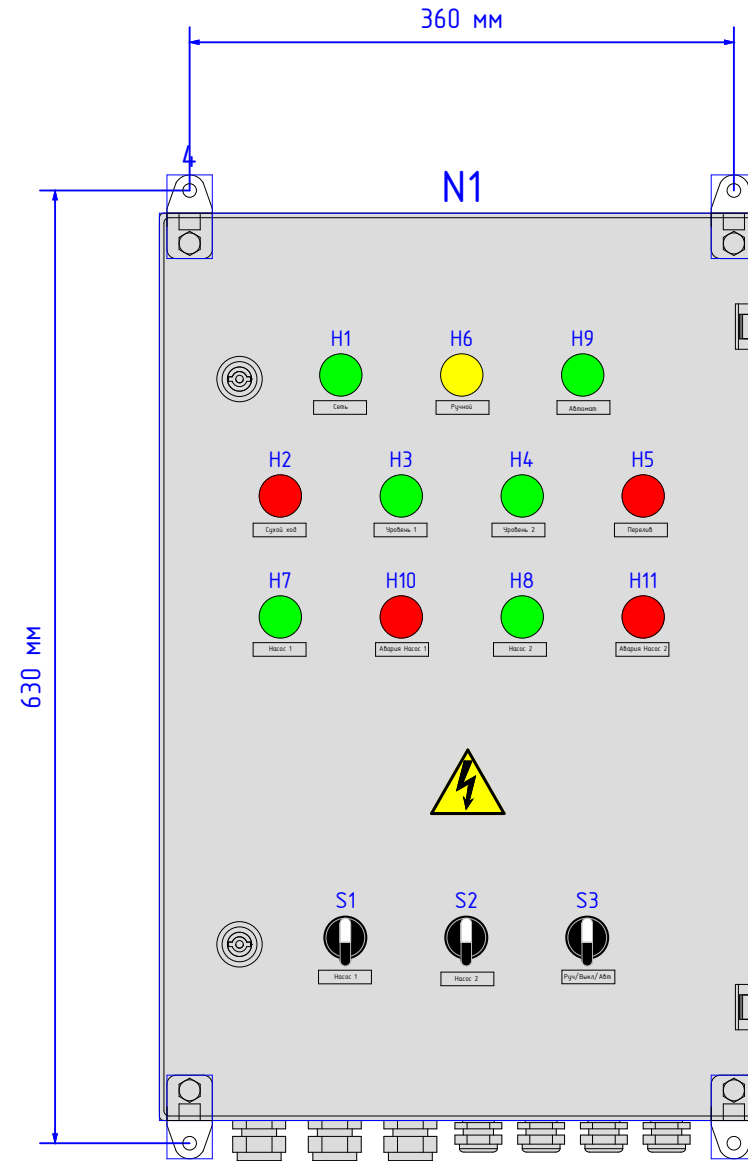 360 мм
4
N1
630 мм
H1 H6 H9
Сеть Ручной Автомат
H2 H3 H4 H5
Сухой ход Уровень 1 Уровень 2 Перелив
H7 H10 H8 H11
Насос 1 Авария Насос 1 Насос 2 Авария Насос 2
S1 S2 S3
Насос 1 Насос 2 Руч/Выкл/Авт